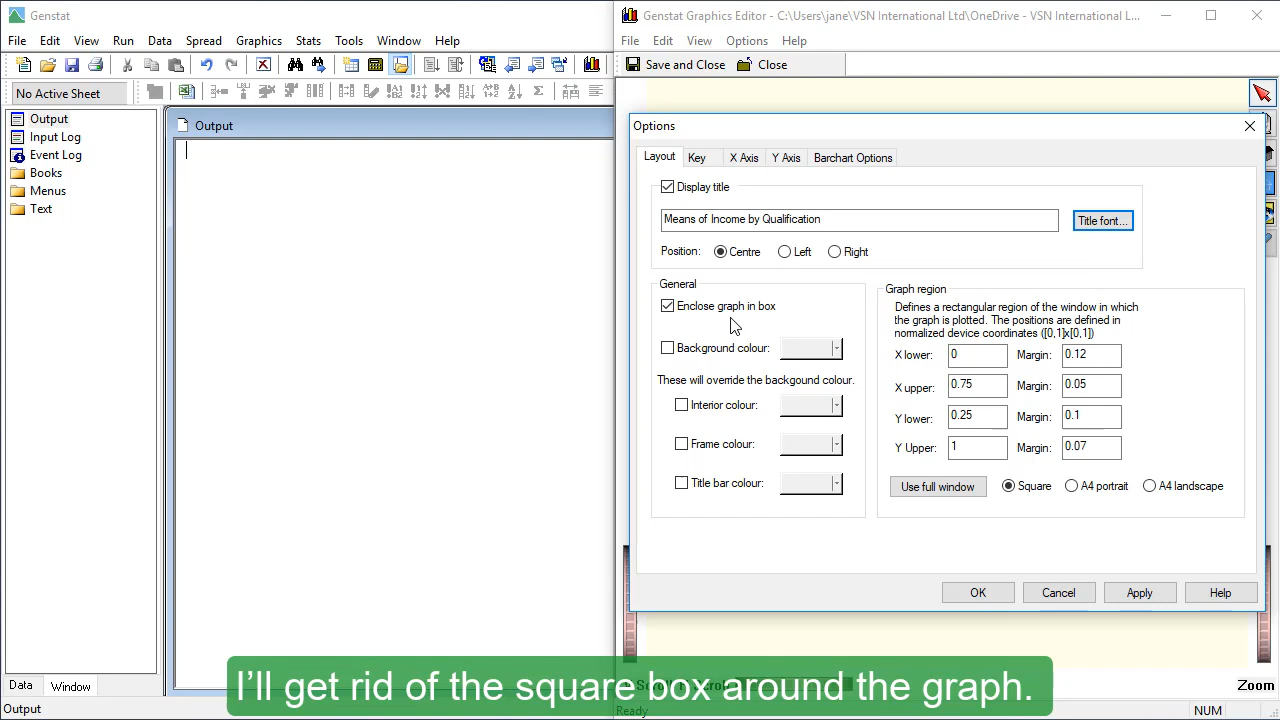 Genstat
File Edit View Run Data Spread Graphics Stats Tools Window Help
No Active Sheet
Output
Input Log
Event Log
Books
Menus
Text
Output
Data Window
Output
Genstat Graphics Editor - C:\Users\jane\VSN International Ltd\OneDrive - VSN International L...
File Edit View Options Help
Save and Close Close
Options
Layout Key X Axis Y Axis Barchart Options
Display title
Means of Income by Qualification
Title font...
Position: Centre Left Right
General
Enclose graph in box
Background colour:
These will override the backgound colour.
Interior colour:
Frame colour:
Title bar colour:
Graph region
Defines a rectangular region of the window in which
the graph is plotted. The positions are defined in
normalized device coordinates ([0,1]x[0,1])
X lower: 0 Margin: 0.12
X upper: 0.75 Margin: 0.05
Y lower: 0.25 Margin: 0.1
Y Upper: 1 Margin: 0.07
Use full window Square A4 portrait A4 landscape
OK Cancel Apply Help
I'll get rid of the square box around the graph.
Zoom
Ready
NUM